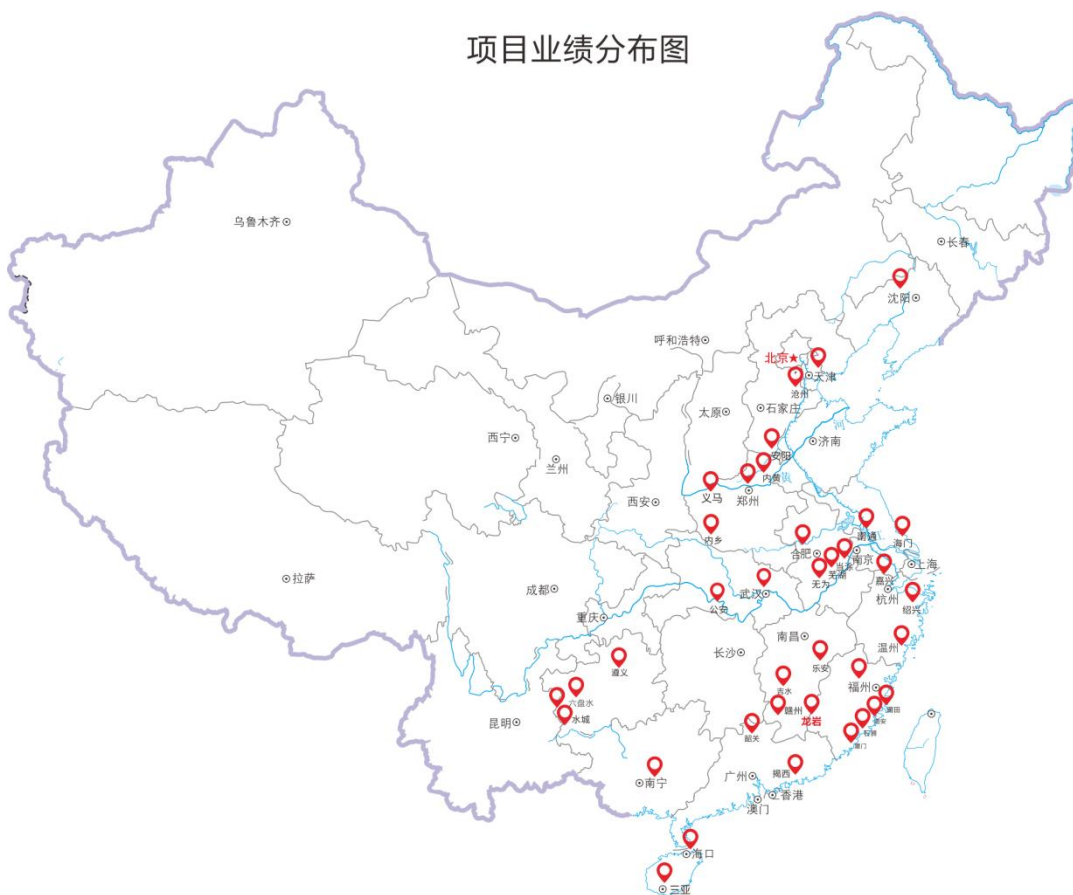 项目业绩分布图
乌鲁木齐
长春
沈阳
呼和浩特
北京
天津
沧州
银川
太原
石家庄
西宁
济南
河
安阳
兰州
内黄
黄
义马
郑州
西安
内乡
南通
海门
合肥
南京
上海
当涂
芜湖
无为
嘉兴
拉萨
成都
武汉
杭州
公安
绍兴
重庆
南昌
温州
长沙
乐安
遵义
福州
吉水
六盘水
赣州
莆田
水城
龙岩
昆明
韶关
厦门
揭西
广州
南宁
香港
澳门
海口
三亚